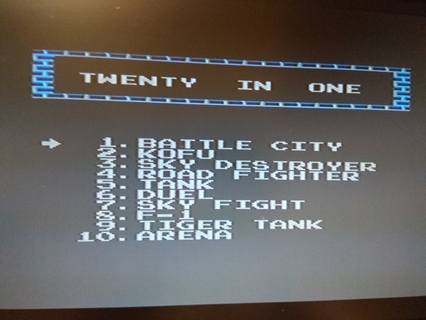 TWENTY IN ONE
1. BATTLE CITY
2. KOFU
3. SKY DESTROYER
4. ROAD FIGHTER
5. TANK
6. DUEL
7. SKY FIGHT
8. F-1
9. TIGER TANK
10. ARENA